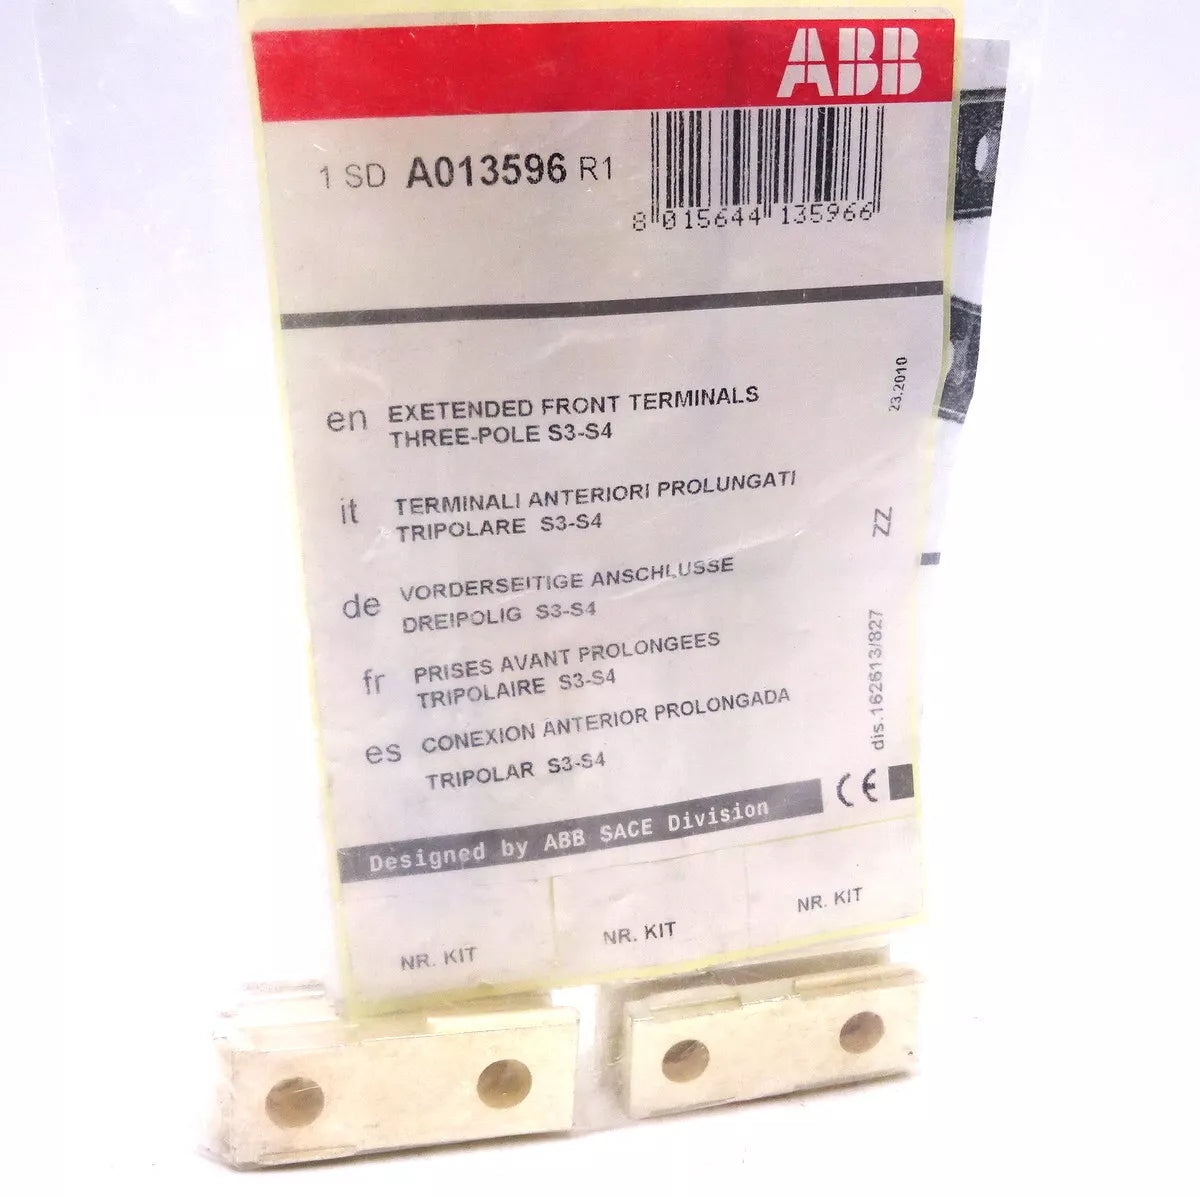 ABB
1 SD A013596 R1
8 015644 135966
23.2010
en EXETENDED FRONT TERMINALS
THREE-POLE S3-S4
it TERMINALI ANTERIORI PROLUNGATI
TRIPOLARE S3-S4
ZZ
de VORDERSEITIGE ANSCHLUSSE
DREIPOLIG S3-S4
dis.162613/827
fr PRISES AVANT PROLONGEES
TRIPOLAIRE S3-S4
es CONEXION ANTERIOR PROLONGADA
TRIPOLAR S3-S4
CE
Designed by ABB SACE Division
NR. KIT NR. KIT NR. KIT